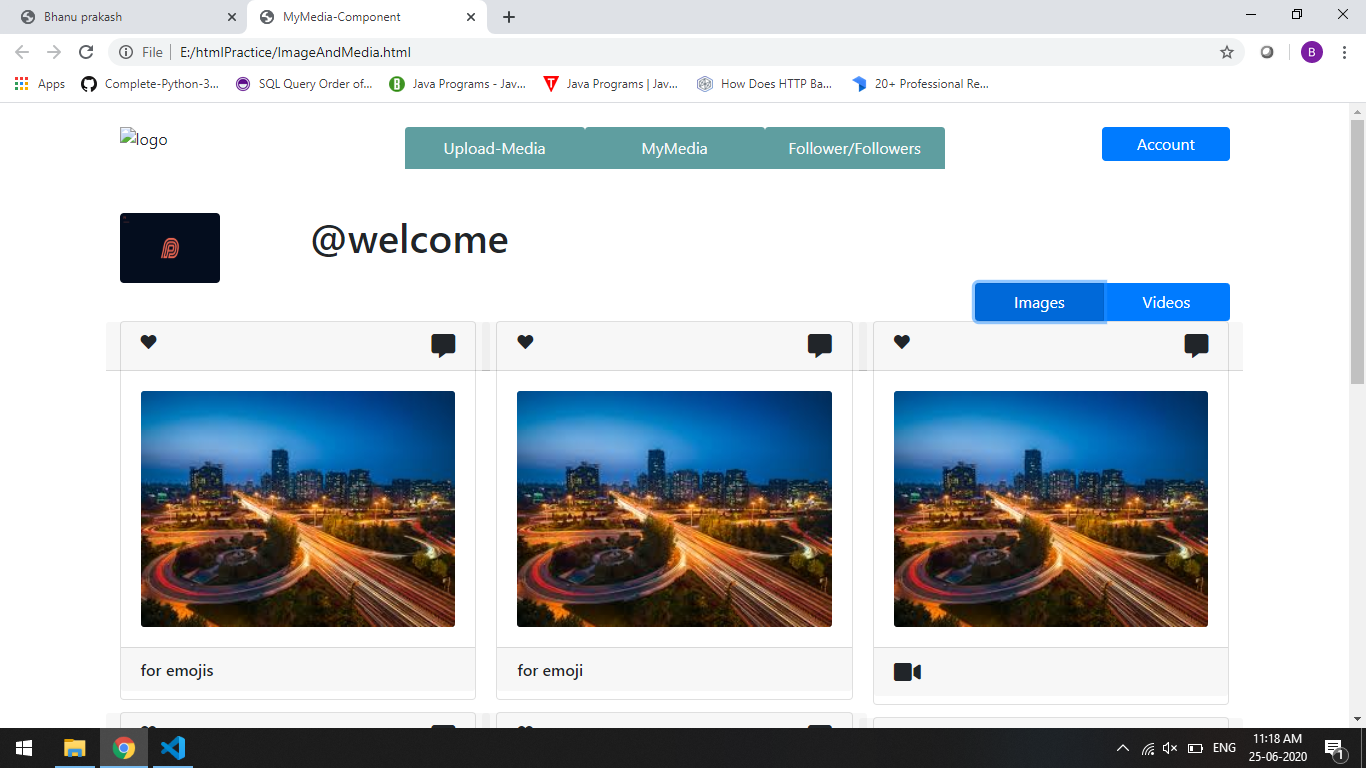 Bhanu prakash
MyMedia-Component
File
E:/htmlPractice/ImageAndMedia.html
B
Apps
Complete-Python-3...
SQL Query Order of...
Java Programs - Jav...
Java Programs | Jav...
How Does HTTP Ba...
20+ Professional Re...
logo
Upload-Media
MyMedia
Follower/Followers
Account
@welcome
Images
Videos
for emojis
for emoji
ENG
11:18 AM
25-06-2020
1